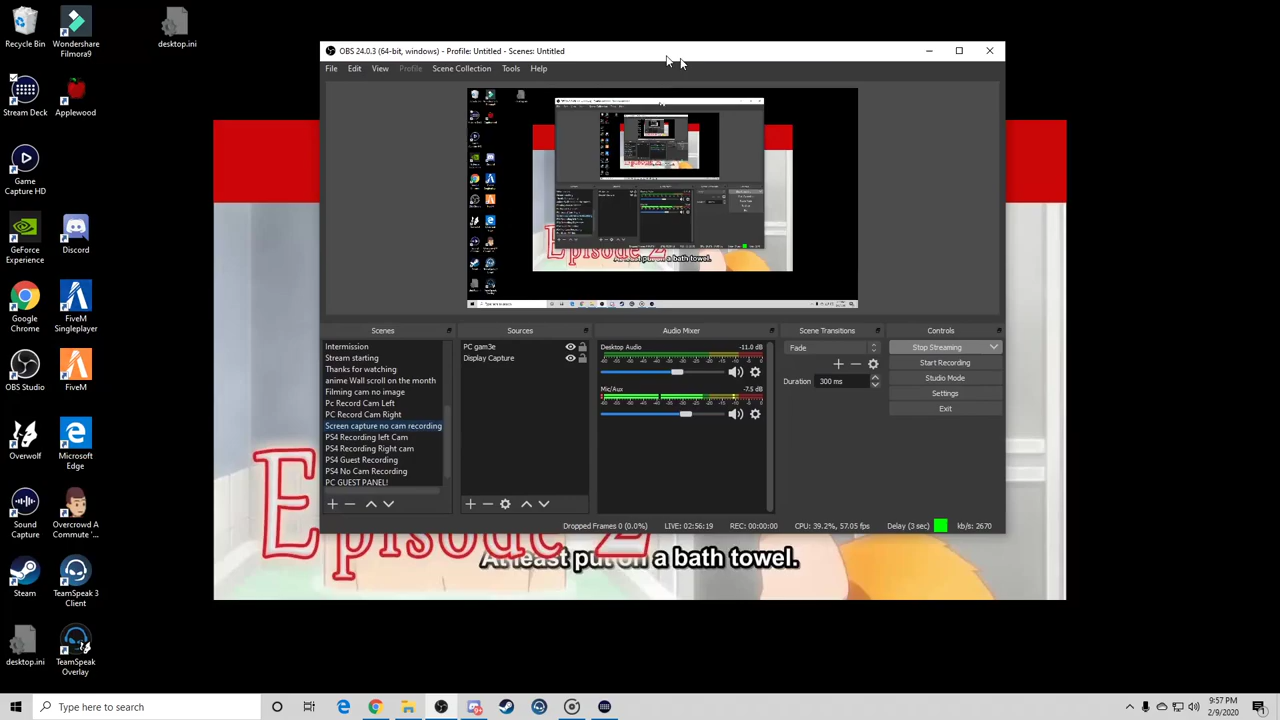 Recycle Bin
Wondershare
Filmora9
desktop.ini
Stream Deck
Applewood
Game
Capture HD
GeForce
Experience
Discord
Google
Chrome
FiveM
Singleplayer
OBS Studio
FiveM
Overwolf
Microsoft
Edge
Sound
Capture
Overcrowd A
Commute '...
Steam
TeamSpeak 3
Client
desktop.ini
TeamSpeak
Overlay
OBS 24.0.3 (64-bit, windows) - Profile: Untitled - Scenes: Untitled
File Edit View Profile Scene Collection Tools Help
At least put on a bath towel.
Scenes
Intermission
Stream starting
Thanks for watching
anime Wall scroll on the month
Filming cam no image
Pc Record Cam Left
PC Record Cam Right
Screen capture no cam recording
PS4 Recording left Cam
PS4 Recording Right cam
PS4 Guest Recording
PS4 No Cam Recording
PC GUEST PANEL!
Sources
PC gam3e
Display Capture
Audio Mixer
Desktop Audio -11.0 dB
Mic/Aux -7.5 dB
Scene Transitions
Fade
Duration 300 ms
Controls
Stop Streaming
Start Recording
Studio Mode
Settings
Exit
Dropped Frames 0 (0.0%) LIVE: 02:56:19 REC: 00:00:00 CPU: 39.2%, 57.05 fps Delay (3 sec) kb/s: 2670
Episode 2
At least put on a bath towel.
Type here to search
9:57 PM
2/9/2020